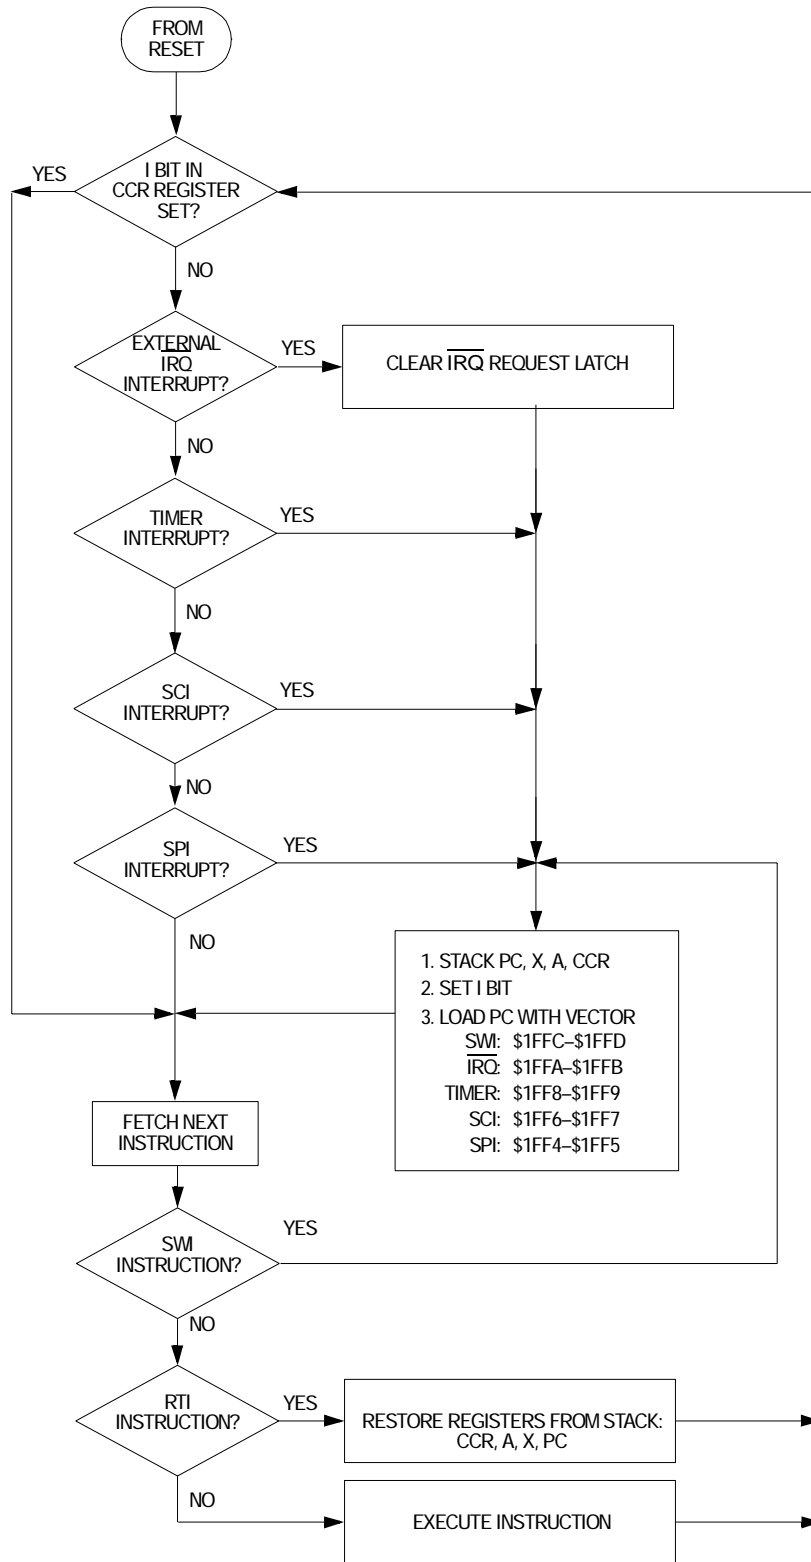 FROM
RESET
YES
I BIT IN
CCR REGISTER
SET?
NO
EXTERNAL
IRQ
INTERRUPT?
YES
CLEAR IRQ REQUEST LATCH
NO
TIMER
INTERRUPT?
YES
NO
SCI
INTERRUPT?
YES
NO
SPI
INTERRUPT?
YES
NO
1. STACK PC, X, A, CCR
2. SET I BIT
3. LOAD PC WITH VECTOR
SWI: $1FFC–$1FFD
IRQ: $1FFA–$1FFB
TIMER: $1FF8–$1FF9
SCI: $1FF6–$1FF7
SPI: $1FF4–$1FF5
FETCH NEXT
INSTRUCTION
SWI
INSTRUCTION?
YES
NO
RTI
INSTRUCTION?
YES
RESTORE REGISTERS FROM STACK:
CCR, A, X, PC
NO
EXECUTE INSTRUCTION